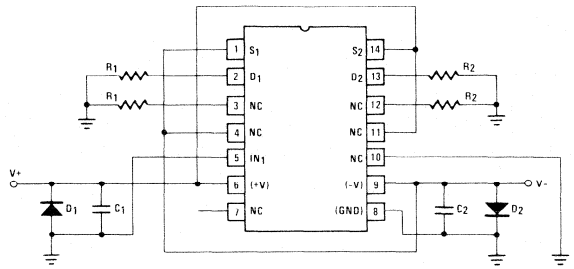 1 S1 S2 14
R1 2 D1 D2 13 R2
R1 3 NC NC 12 R2
4 NC NC 11
5 IN1 NC 10
V+ 6 (+V) (-V) 9 V-
D1 C1 7 NC (GND) 8 C2 D2